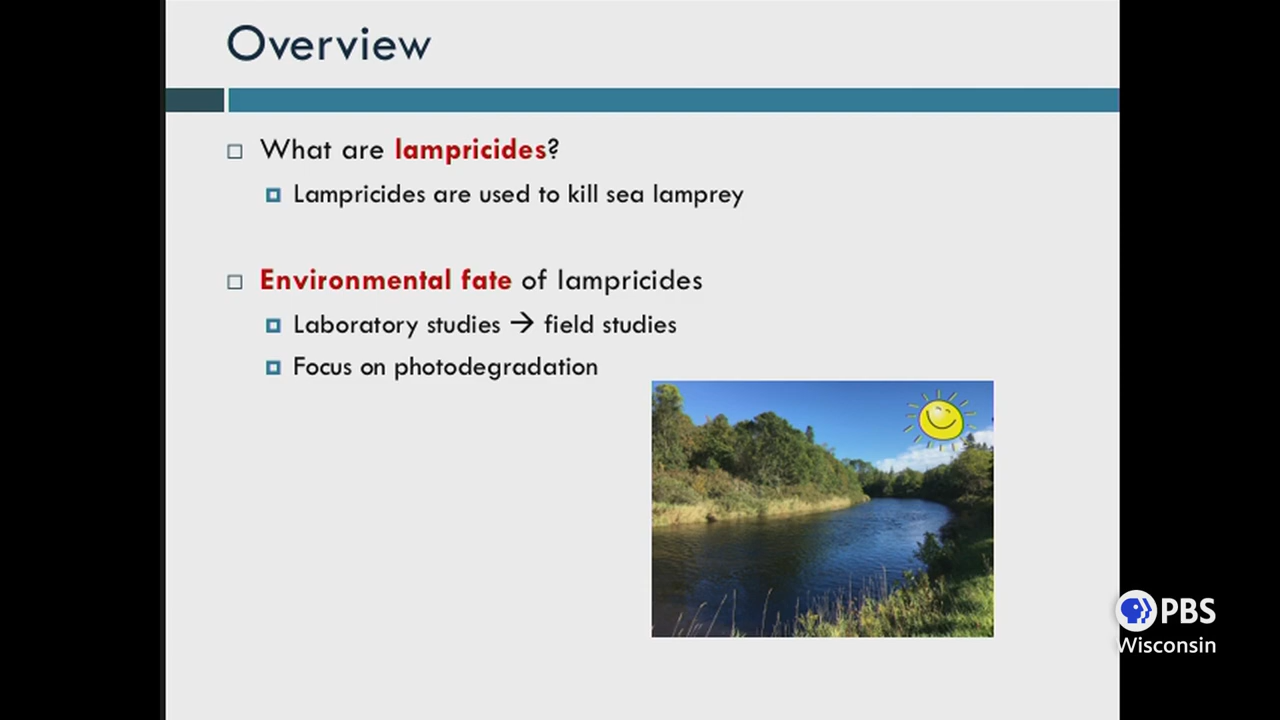 Overview
What are lampricides?
Lampricides are used to kill sea lamprey
Environmental fate of lampricides
Laboratory studies → field studies
Focus on photodegradation
PBS
Wisconsin